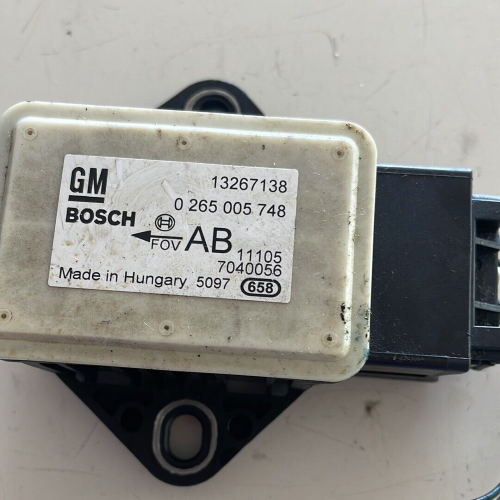 GM 13267138
BOSCH 0 265 005 748
FOV AB 11105
7040056
Made in Hungary 5097 658